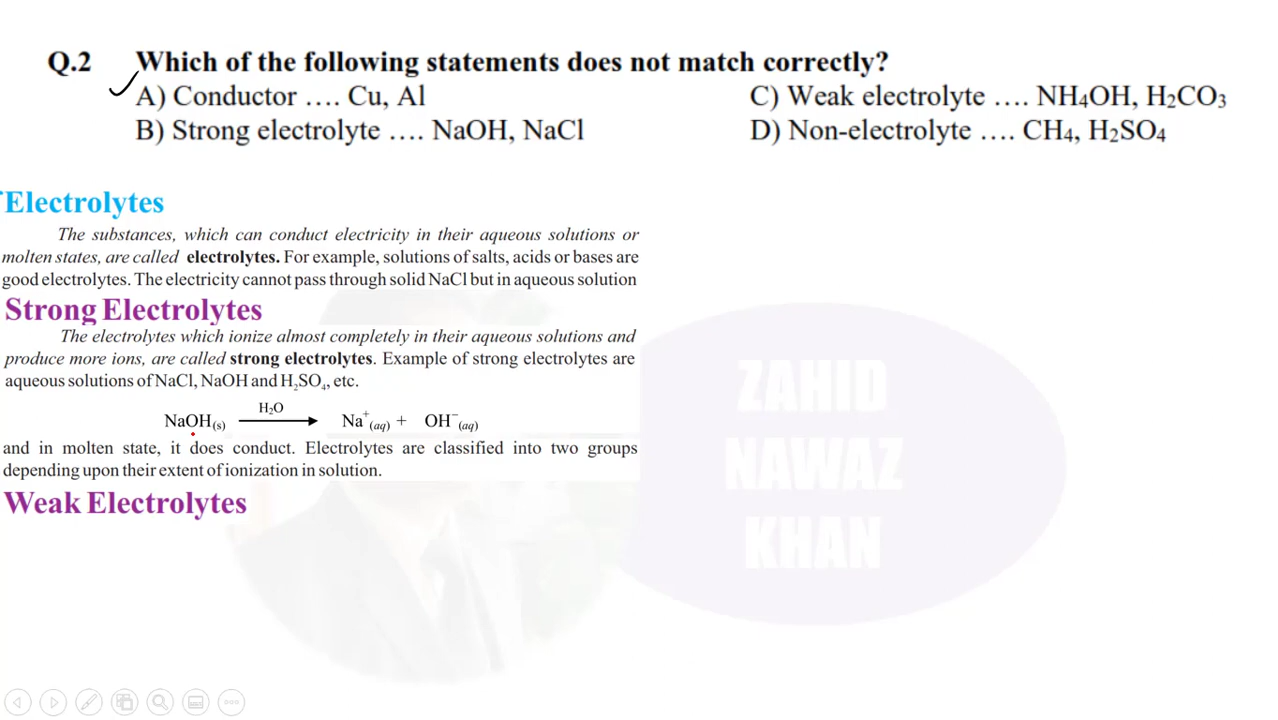 Q.2 Which of the following statements does not match correctly?
A) Conductor …. Cu, Al
C) Weak electrolyte …. NH₄OH, H₂CO₃
B) Strong electrolyte …. NaOH, NaCl
D) Non-electrolyte …. CH₄, H₂SO₄
Electrolytes
The substances, which can conduct electricity in their aqueous solutions or
molten states, are called electrolytes. For example, solutions of salts, acids or bases are
good electrolytes. The electricity cannot pass through solid NaCl but in aqueous solution
Strong Electrolytes
The electrolytes which ionize almost completely in their aqueous solutions and
produce more ions, are called strong electrolytes. Example of strong electrolytes are
aqueous solutions of NaCl, NaOH and H₂SO₄, etc.
H₂O
NaOH(s) ⟶ Na⁺(aq) + OH⁻(aq)
and in molten state, it does conduct. Electrolytes are classified into two groups
depending upon their extent of ionization in solution.
Weak Electrolytes
ZAHID
NAWAZ
KHAN